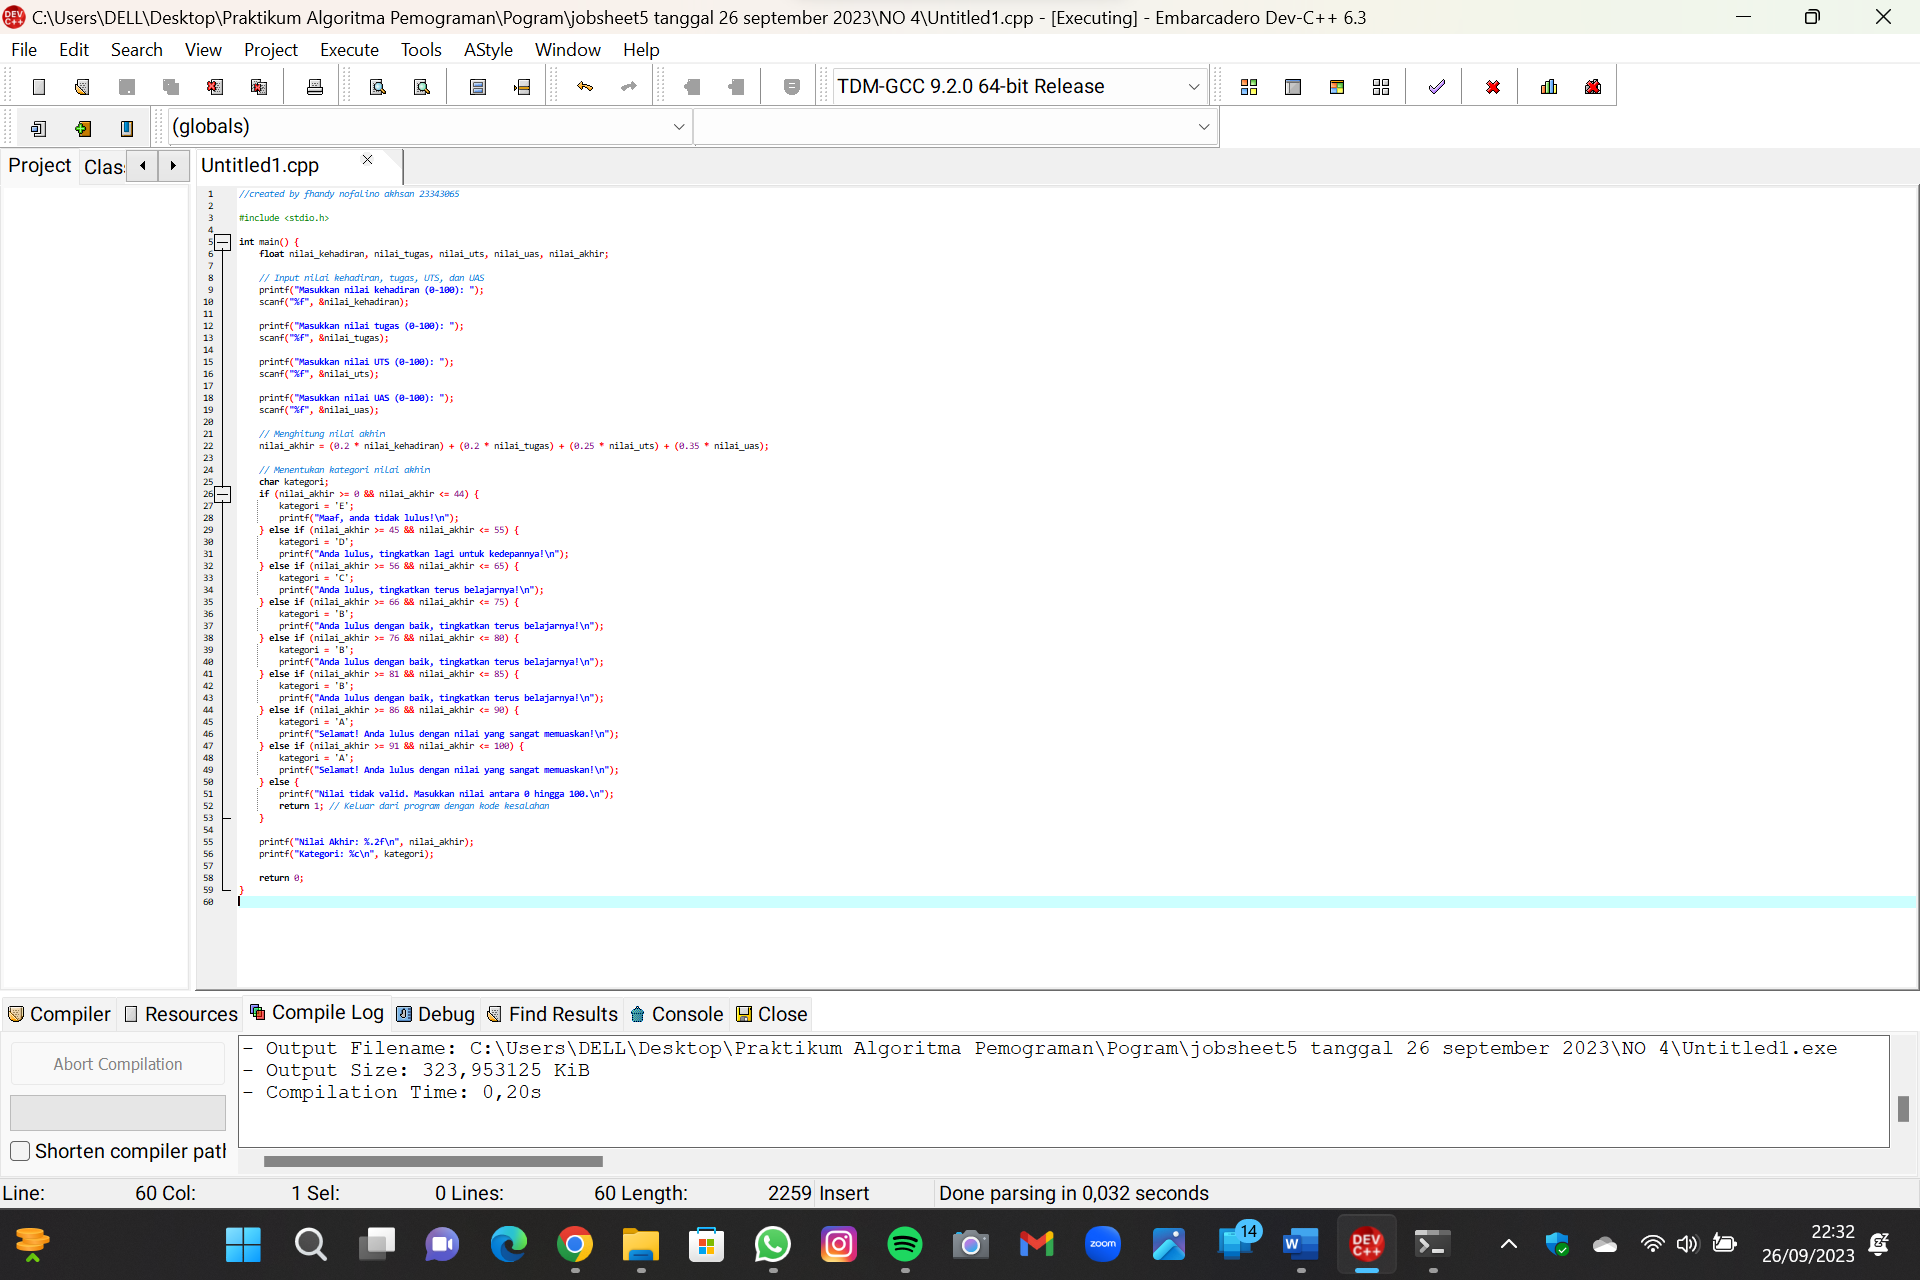 C:\Users\DELL\Desktop\Praktikum Algoritma Pemograman\Pogram\jobsheet5 tanggal 26 september 2023\NO 4\Untitled1.cpp - [Executing] - Embarcadero Dev-C++ 6.3
File Edit Search View Project Execute Tools AStyle Window Help
TDM-GCC 9.2.0 64-bit Release
(globals)
Project Clas Untitled1.cpp
1 //created by fhandy nofalino akhsan 23343065
2
3 #include <stdio.h>
4
5 int main() {
6 float nilai_kehadiran, nilai_tugas, nilai_uts, nilai_uas, nilai_akhir;
7
8 // Input nilai kehadiran, tugas, UTS, dan UAS
9 printf("Masukkan nilai kehadiran (0-100): ");
10 scanf("%f", &nilai_kehadiran);
11
12 printf("Masukkan nilai tugas (0-100): ");
13 scanf("%f", &nilai_tugas);
14
15 printf("Masukkan nilai UTS (0-100): ");
16 scanf("%f", &nilai_uts);
17
18 printf("Masukkan nilai UAS (0-100): ");
19 scanf("%f", &nilai_uas);
20
21 // Menghitung nilai akhir
22 nilai_akhir = (0.2 * nilai_kehadiran) + (0.2 * nilai_tugas) + (0.25 * nilai_uts) + (0.35 * nilai_uas);
23
24 // Menentukan kategori nilai akhir
25 char kategori;
26 if (nilai_akhir >= 0 && nilai_akhir <= 44) {
27 kategori = 'E';
28 printf("Maaf, anda tidak lulus!\n");
29 } else if (nilai_akhir >= 45 && nilai_akhir <= 55) {
30 kategori = 'D';
31 printf("Anda lulus, tingkatkan lagi untuk kedepannya!\n");
32 } else if (nilai_akhir >= 56 && nilai_akhir <= 65) {
33 kategori = 'C';
34 printf("Anda lulus, tingkatkan terus belajarnya!\n");
35 } else if (nilai_akhir >= 66 && nilai_akhir <= 75) {
36 kategori = 'B';
37 printf("Anda lulus dengan baik, tingkatkan terus belajarnya!\n");
38 } else if (nilai_akhir >= 76 && nilai_akhir <= 80) {
39 kategori = 'B';
40 printf("Anda lulus dengan baik, tingkatkan terus belajarnya!\n");
41 } else if (nilai_akhir >= 81 && nilai_akhir <= 85) {
42 kategori = 'B';
43 printf("Anda lulus dengan baik, tingkatkan terus belajarnya!\n");
44 } else if (nilai_akhir >= 86 && nilai_akhir <= 90) {
45 kategori = 'A';
46 printf("Selamat! Anda lulus dengan nilai yang sangat memuaskan!\n");
47 } else if (nilai_akhir >= 91 && nilai_akhir <= 100) {
48 kategori = 'A';
49 printf("Selamat! Anda lulus dengan nilai yang sangat memuaskan!\n");
50 } else {
51 printf("Nilai tidak valid. Masukkan nilai antara 0 hingga 100.\n");
52 return 1; // Keluar dari program dengan kode kesalahan
53 }
54
55 printf("Nilai Akhir: %.2f\n", nilai_akhir);
56 printf("Kategori: %c\n", kategori);
57
58 return 0;
59 }
60
Compiler Resources Compile Log Debug Find Results Console Close
Abort Compilation
Shorten compiler path
- Output Filename: C:\Users\DELL\Desktop\Praktikum Algoritma Pemograman\Pogram\jobsheet5 tanggal 26 september 2023\NO 4\Untitled1.exe
- Output Size: 323,953125 KiB
- Compilation Time: 0,20s
Line: 60 Col: 1 Sel: 0 Lines: 60 Length: 2259 Insert Done parsing in 0,032 seconds
zoom
14
DEV C++
22:32
26/09/2023